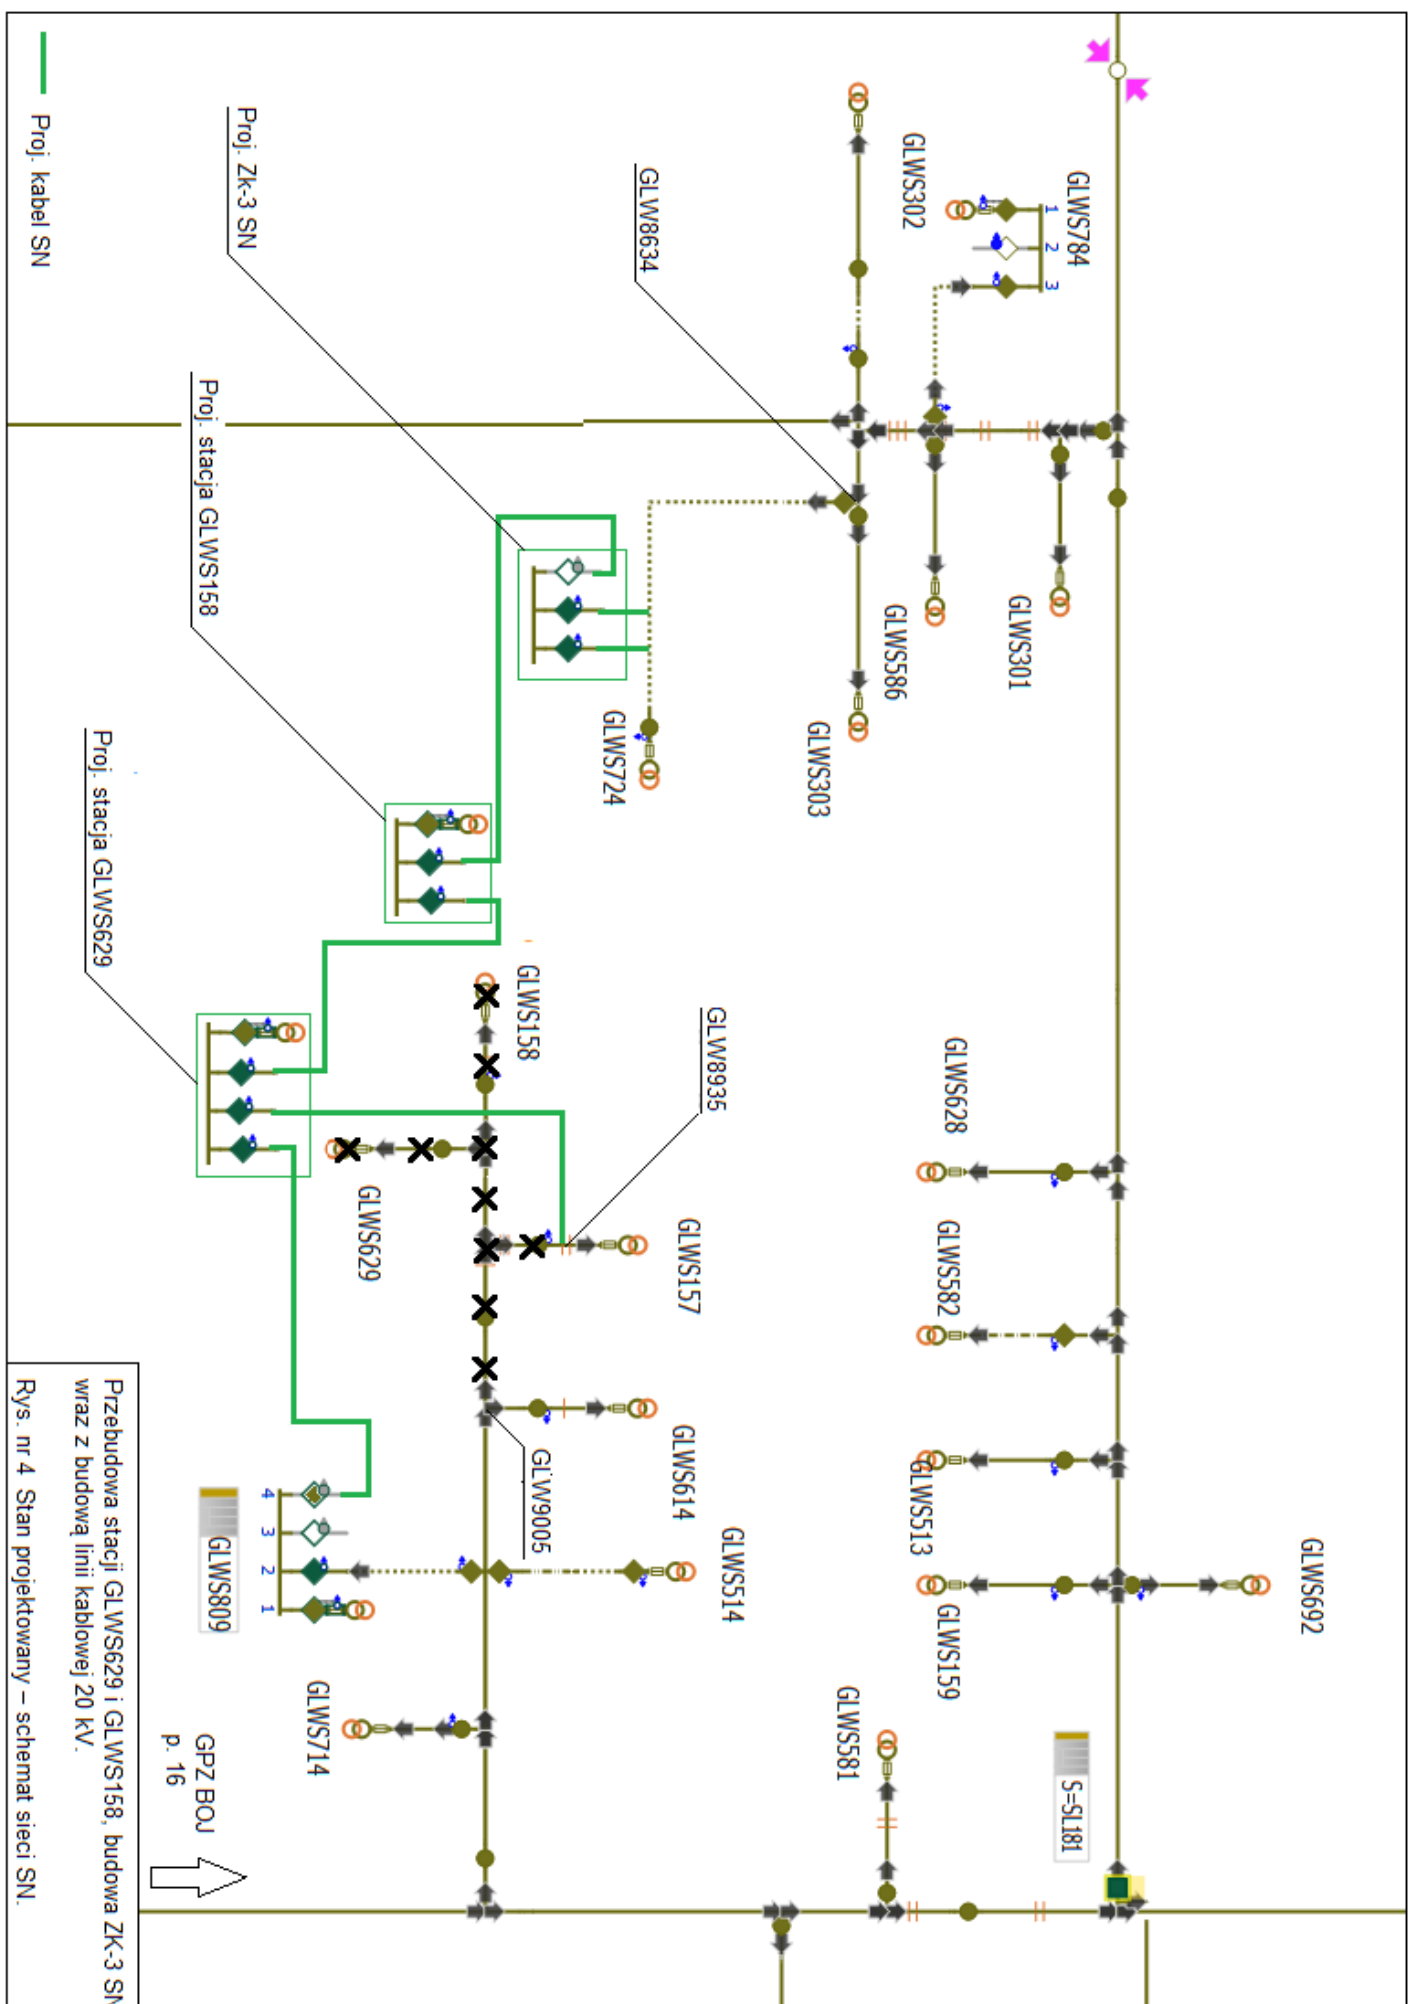 GLWS692
S=SL181
GLWS784
1 2 3
GLWS301
GLWS628
GLWS582
GLWS513
GLWS159
GLWS302
GLWS586
GLWS303
GLWS581
GLW8634
GLWS724
GLW8935
GLWS157
GLWS614
GLWS514
GLWS158
GLW9005
Proj. Zk-3 SN
Proj. stacja GLWS158
GLWS629
GLWS714
4 3 2 1
GLWS809
GPZ BOJ
p. 16
Proj. stacja GLWS629
Proj. kabel SN
Przebudowa stacji GLWS629 i GLWS158, budowa ZK-3 SN
wraz z budową linii kablowej 20 kV.
Rys. nr 4 Stan projektowany – schemat sieci SN.